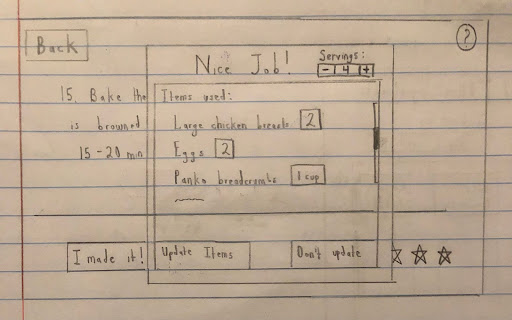 Back
?
Nice Job!
Servings:
- 4 +
15. Bake the
is browned
15-20 min
Items used:
Large chicken breasts 2
Eggs 2
Panko breadcrumbs 1 cup
I made it!
Update Items
Don't update